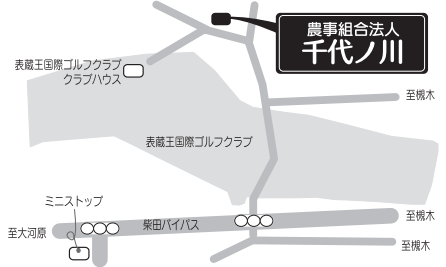 農事組合法人
千代ノ川
表蔵王国際ゴルフクラブ
クラブハウス
至槻木
表蔵王国際ゴルフクラブ
ミニストップ
至大河原
柴田バイパス
至槻木
至槻木